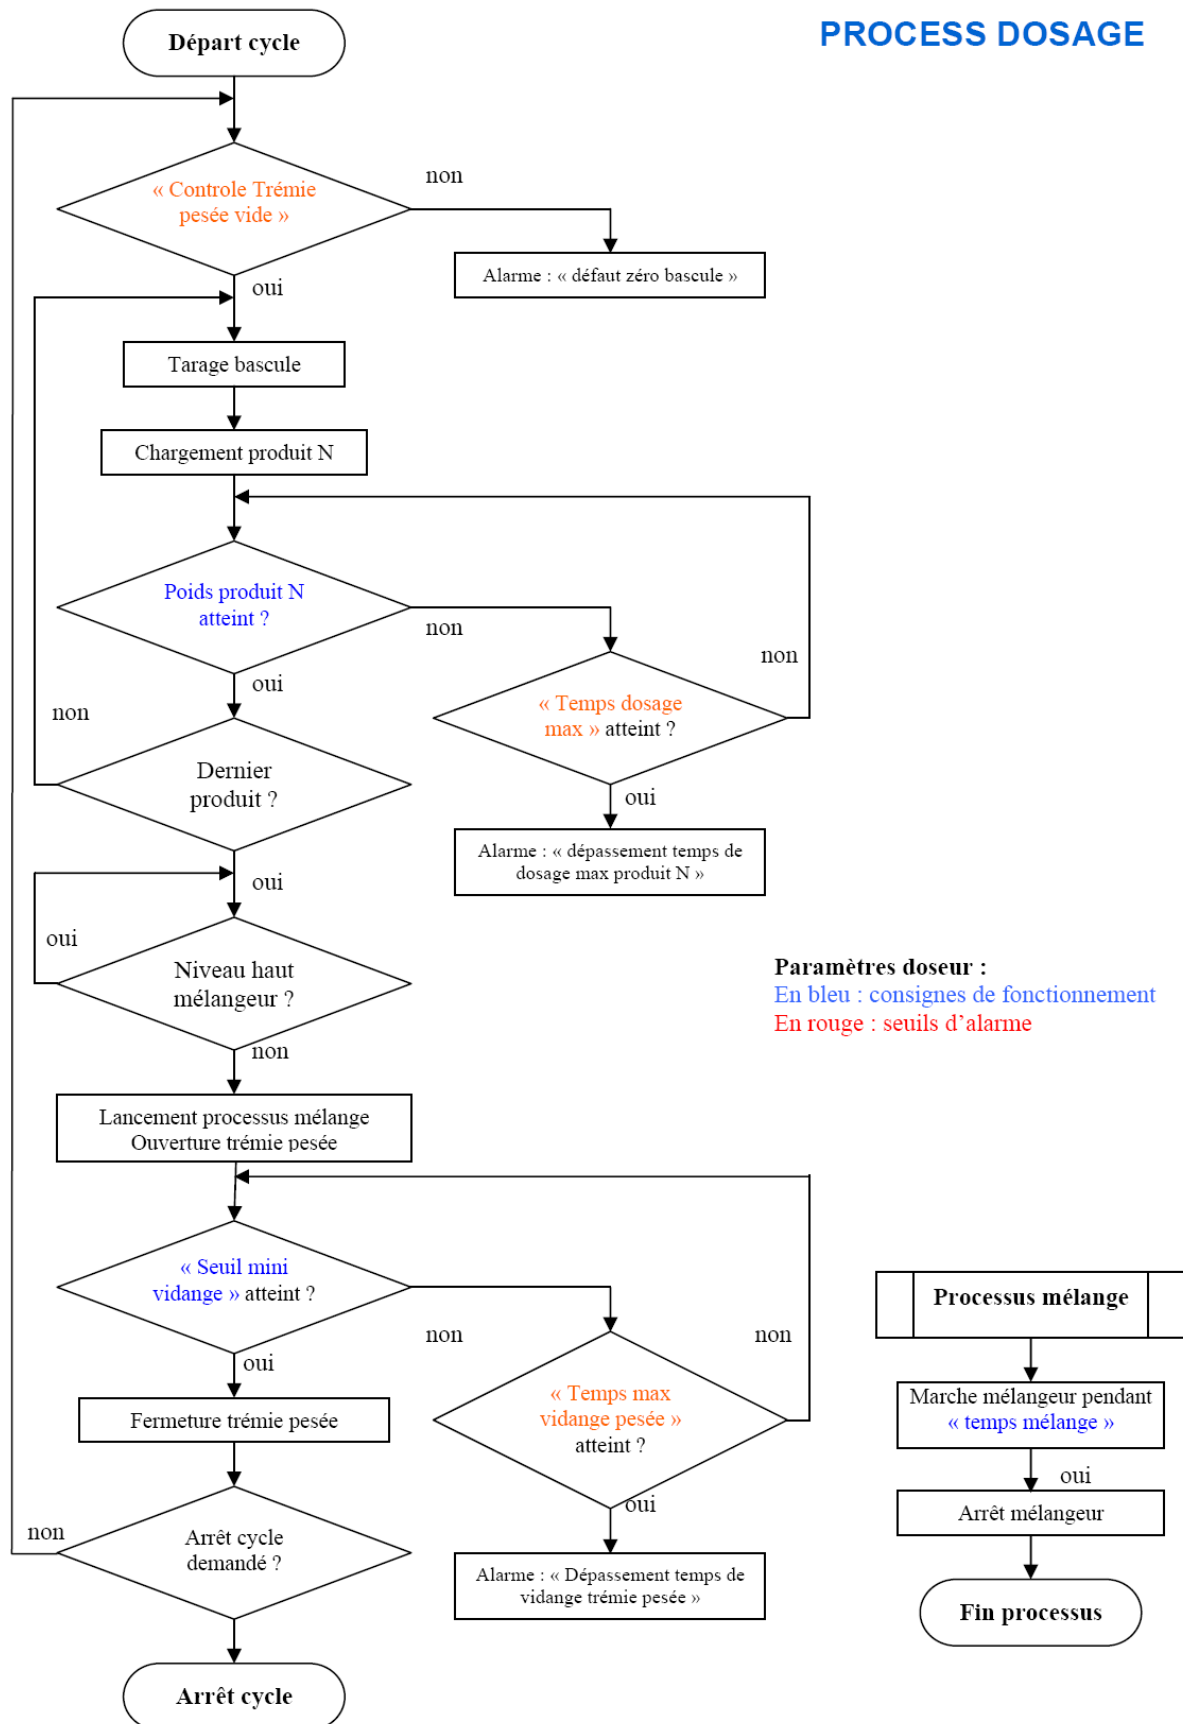 PROCESS DOSAGE
Départ cycle
« Controle Trémie
pesée vide »
non
Alarme : « défaut zéro bascule »
oui
Tarage bascule
Chargement produit N
Poids produit N
atteint ?
non
oui
« Temps dosage
max » atteint ?
non
oui
Alarme : « dépassement temps de
dosage max produit N »
non
Dernier
produit ?
oui
oui
Niveau haut
mélangeur ?
non
Paramètres doseur :
En bleu : consignes de fonctionnement
En rouge : seuils d’alarme
Lancement processus mélange
Ouverture trémie pesée
« Seuil mini
vidange » atteint ?
non
oui
« Temps max
vidange pesée »
atteint ?
non
oui
Alarme : « Dépassement temps de
vidange trémie pesée »
Fermeture trémie pesée
non
Arrêt cycle
demandé ?
Arrêt cycle
Processus mélange
Marche mélangeur pendant
« temps mélange »
oui
Arrêt mélangeur
Fin processus